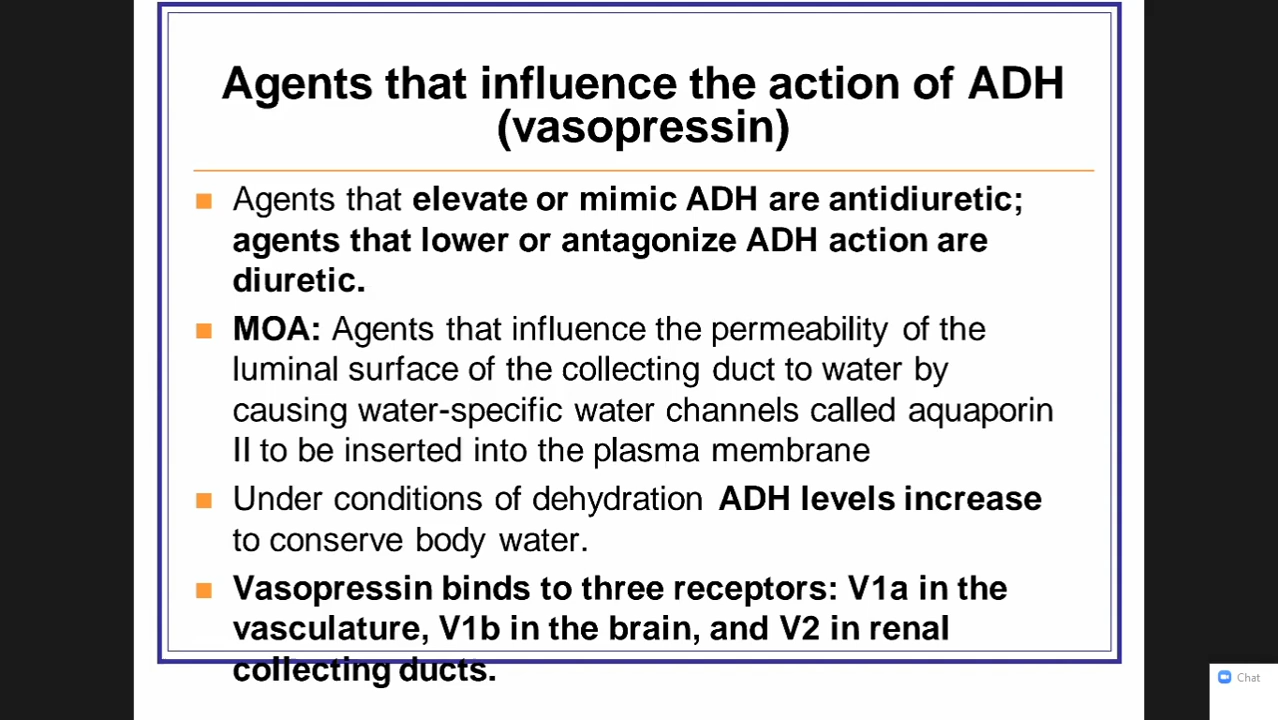 Agents that influence the action of ADH
(vasopressin)
Agents that elevate or mimic ADH are antidiuretic;
agents that lower or antagonize ADH action are
diuretic.
MOA: Agents that influence the permeability of the
luminal surface of the collecting duct to water by
causing water-specific water channels called aquaporin
II to be inserted into the plasma membrane
Under conditions of dehydration ADH levels increase
to conserve body water.
Vasopressin binds to three receptors: V1a in the
vasculature, V1b in the brain, and V2 in renal
collecting ducts.
Chat